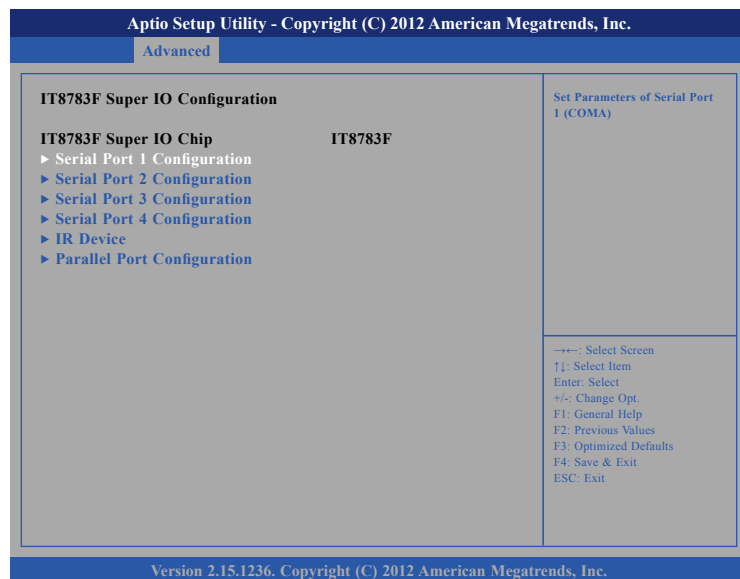 Aptio Setup Utility - Copyright (C) 2012 American Megatrends, Inc.
Advanced
IT8783F Super IO Configuration
IT8783F Super IO Chip IT8783F
▶ Serial Port 1 Configuration
▶ Serial Port 2 Configuration
▶ Serial Port 3 Configuration
▶ Serial Port 4 Configuration
▶ IR Device
▶ Parallel Port Configuration
Set Parameters of Serial Port
1 (COMA)
→←: Select Screen
↑↓: Select Item
Enter: Select
+/-: Change Opt.
F1: General Help
F2: Previous Values
F3: Optimized Defaults
F4: Save & Exit
ESC: Exit
Version 2.15.1236. Copyright (C) 2012 American Megatrends, Inc.